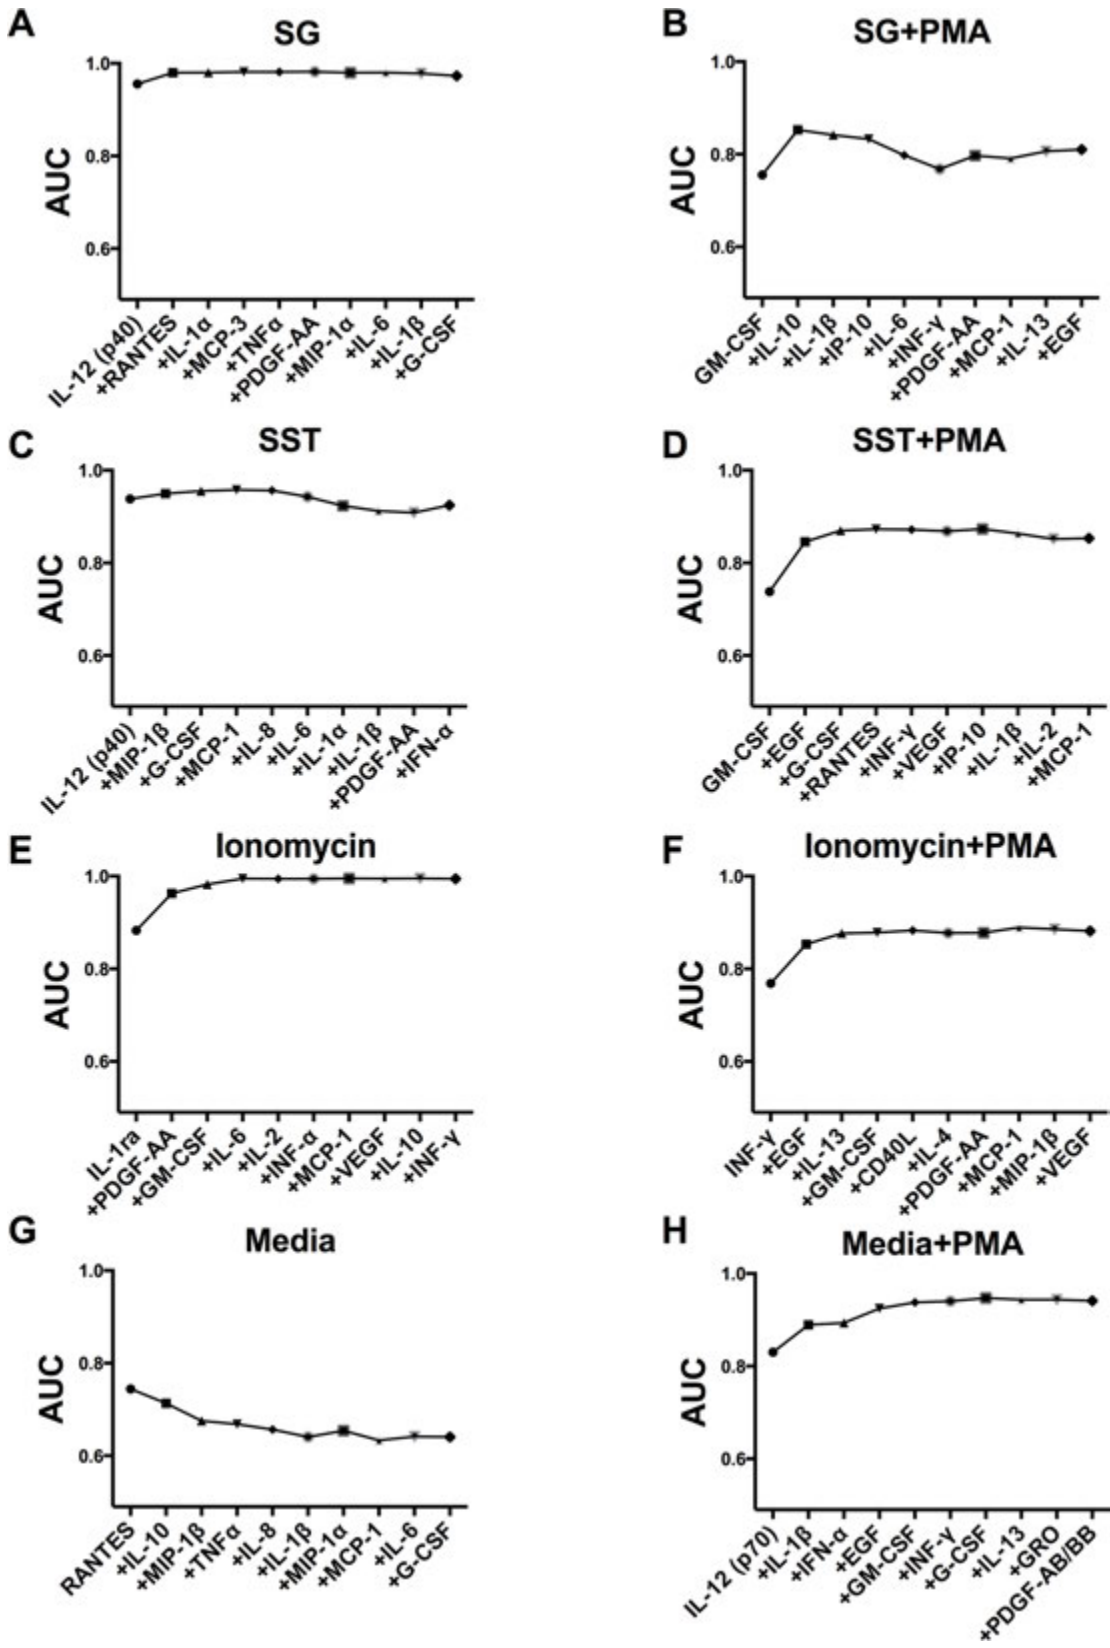 A
SG
AUC
1.0
0.8
0.6
IL-12 (p40)
+RANTES
+IL-1α
+MCP-3
+TNFα
+PDGF-AA
+MIP-1α
+IL-6
+IL-1β
+G-CSF
B
SG+PMA
AUC
1.0
0.8
0.6
GM-CSF
+IL-10
+IL-1β
+IP-10
+IL-6
+INF-γ
+PDGF-AA
+MCP-1
+IL-13
+EGF
C
SST
AUC
1.0
0.8
0.6
IL-12 (p40)
+MIP-1β
+G-CSF
+MCP-1
+IL-8
+IL-6
+IL-1α
+IL-1β
+PDGF-AA
+IFN-α
D
SST+PMA
AUC
1.0
0.8
0.6
GM-CSF
+EGF
+G-CSF
+RANTES
+INF-γ
+VEGF
+IP-10
+IL-1β
+IL-2
+MCP-1
E
Ionomycin
AUC
1.0
0.8
0.6
IL-1ra
+PDGF-AA
+GM-CSF
+IL-6
+IL-2
+INF-α
+MCP-1
+VEGF
+IL-10
+INF-γ
F
Ionomycin+PMA
AUC
1.0
0.8
0.6
INF-γ
+EGF
+IL-13
+GM-CSF
+CD40L
+IL-4
+PDGF-AA
+MCP-1
+MIP-1β
+VEGF
G
Media
AUC
1.0
0.8
0.6
RANTES
+IL-10
+MIP-1β
+TNFα
+IL-8
+IL-1β
+MIP-1α
+MCP-1
+IL-6
+G-CSF
H
Media+PMA
AUC
1.0
0.8
0.6
IL-12 (p70)
+IL-1β
+IFN-α
+EGF
+GM-CSF
+INF-γ
+G-CSF
+IL-13
+GRO
+PDGF-AB/BB